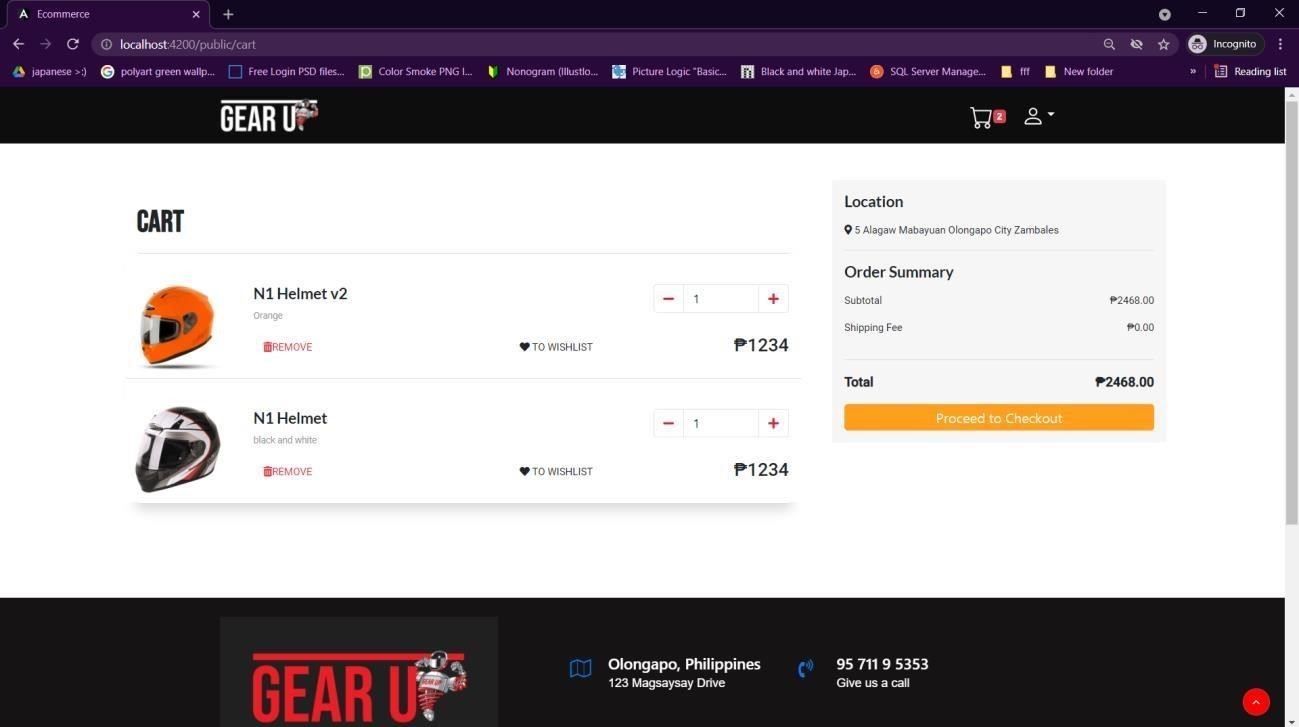 Ecommerce
localhost:4200/public/cart
Incognito
japanese >:)
polyart green wallp...
Free Login PSD files...
Color Smoke PNG I...
Nonogram (Illustlo...
Picture Logic "Basic...
Black and white Jap...
SQL Server Manage...
fff
New folder
»
Reading list
GEAR UP
2
CART
N1 Helmet v2
Orange
REMOVE
TO WISHLIST
1
₱1234
N1 Helmet
black and white
REMOVE
TO WISHLIST
1
₱1234
Location
5 Alagaw Mabayuan Olongapo City Zambales
Order Summary
Subtotal ₱2468.00
Shipping Fee ₱0.00
Total ₱2468.00
Proceed to Checkout
GEAR UP
GEAR UP
Olongapo, Philippines
123 Magsaysay Drive
95 711 9 5353
Give us a call